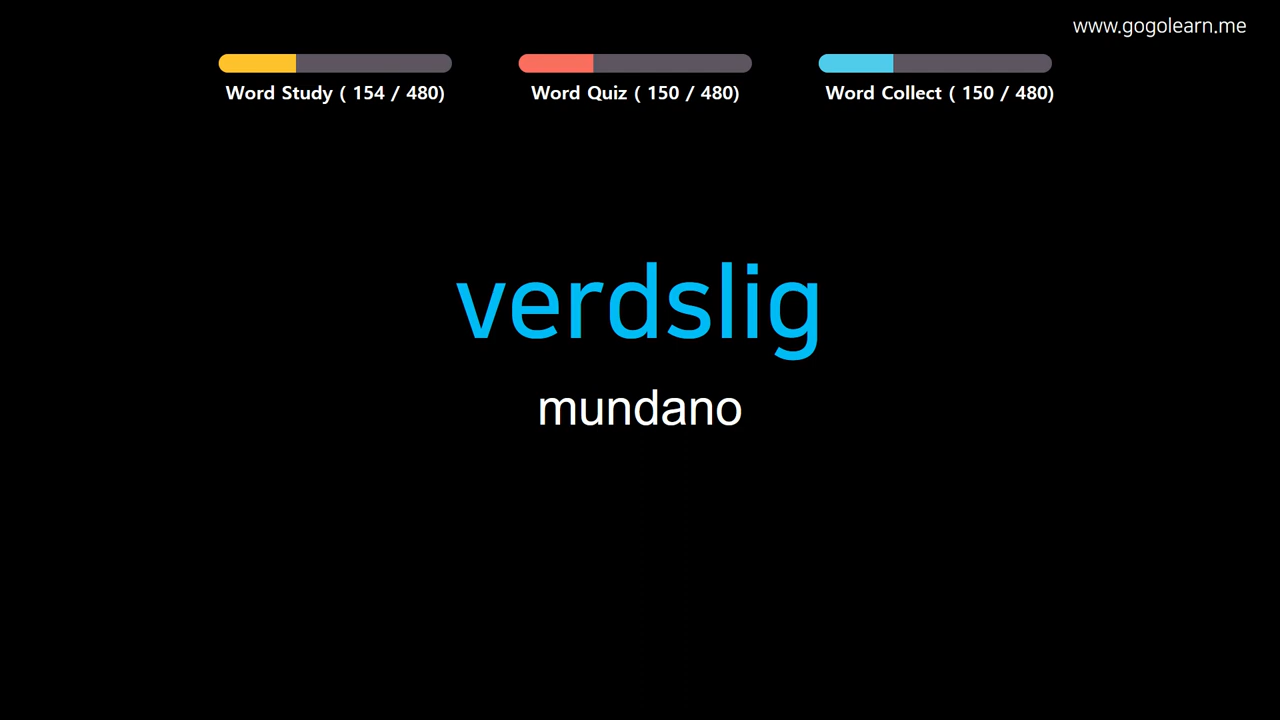 www.gogolearn.me
Word Study ( 154 / 480)
Word Quiz ( 150 / 480)
Word Collect ( 150 / 480)
verdslig
mundano